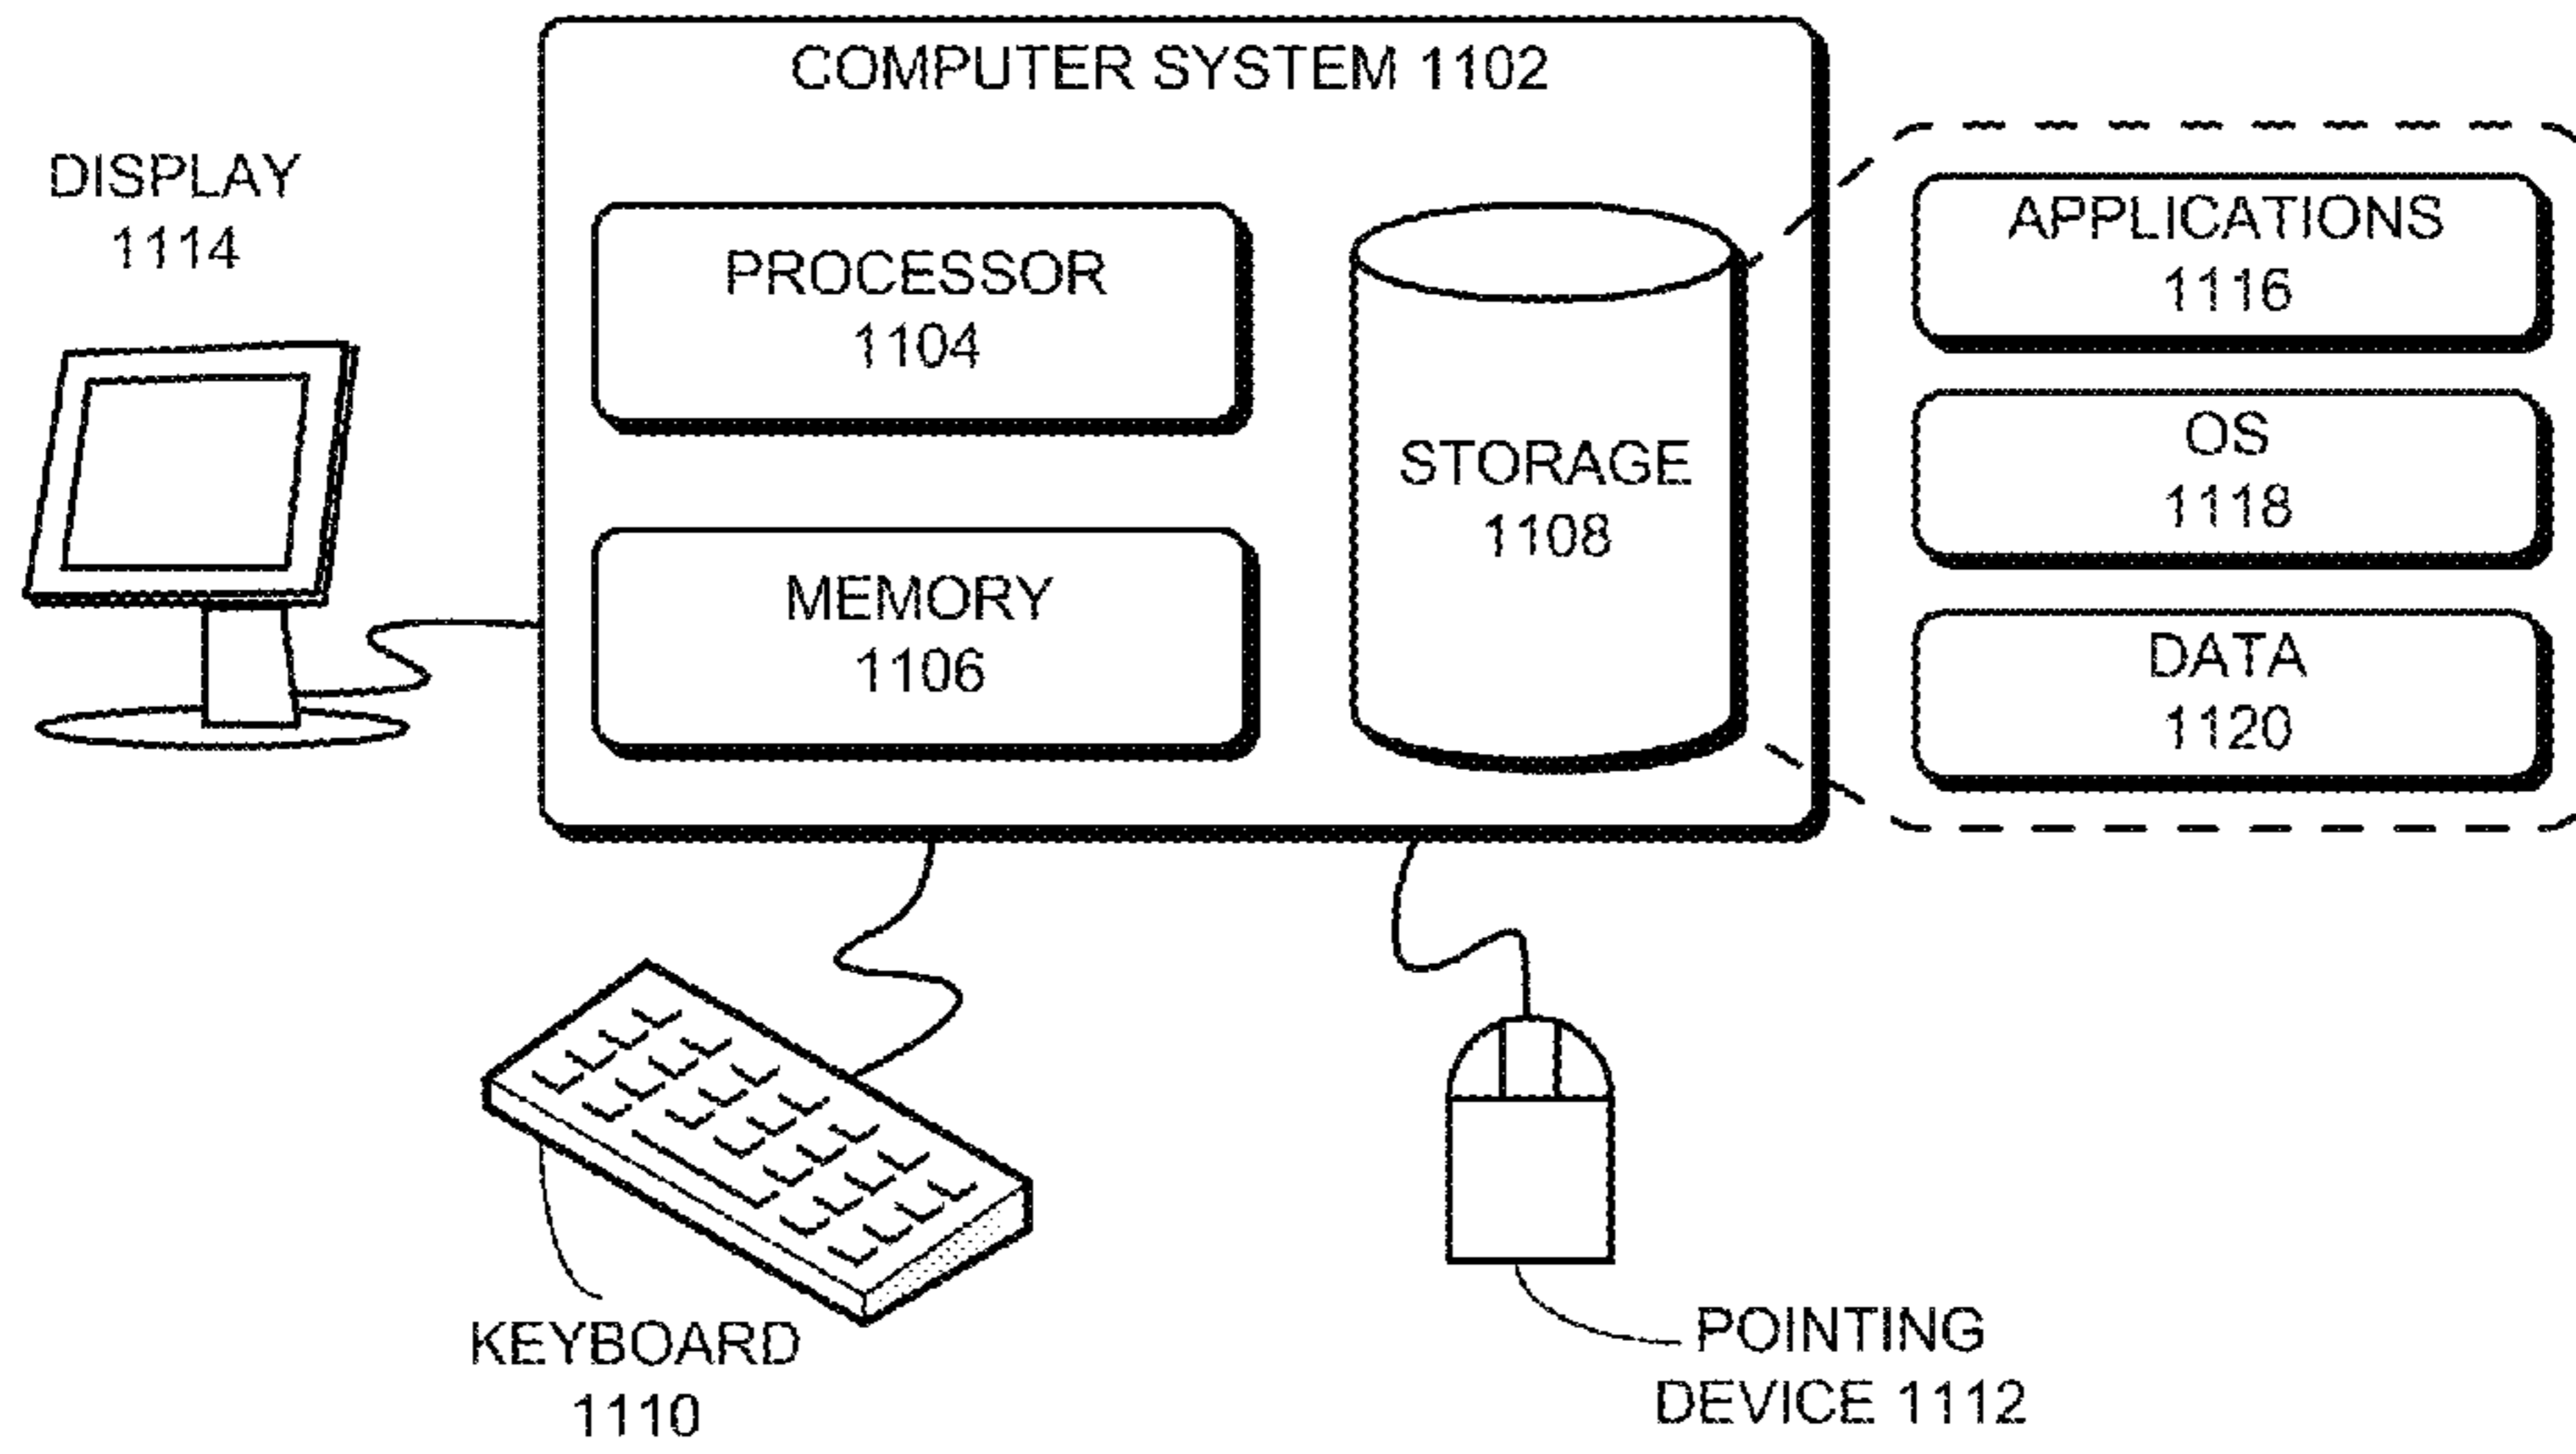 COMPUTER SYSTEM 1102
DISPLAY
1114
PROCESSOR
1104
MEMORY
1106
STORAGE
1108
APPLICATIONS
1116
OS
1118
DATA
1120
KEYBOARD
1110
POINTING
DEVICE 1112